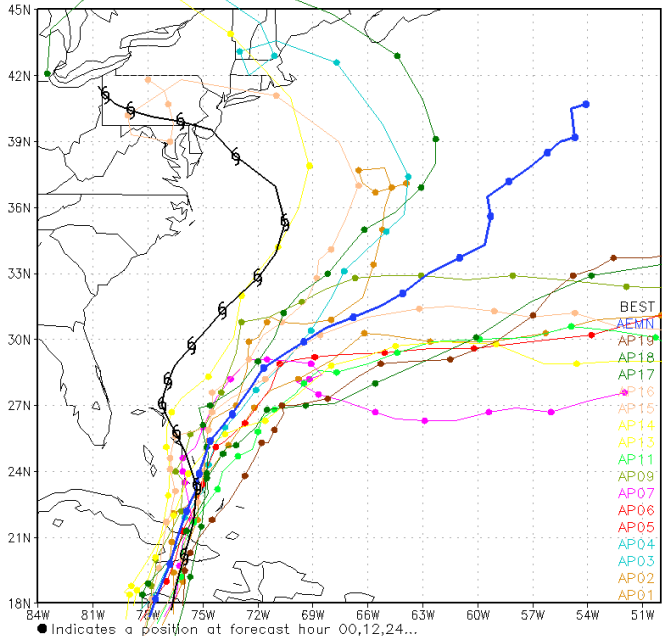 45N
42N
39N
36N
33N
30N
27N
24N
21N
18N
84W 81W 78W 75W 72W 69W 66W 63W 60W 57W 54W 51W
BEST
AEMN
AP19
AP18
AP17
AP16
AP15
AP14
AP13
AP11
AP09
AP07
AP06
AP05
AP04
AP03
AP02
AP01
Indicates a position at forecast hour 00,12,24...